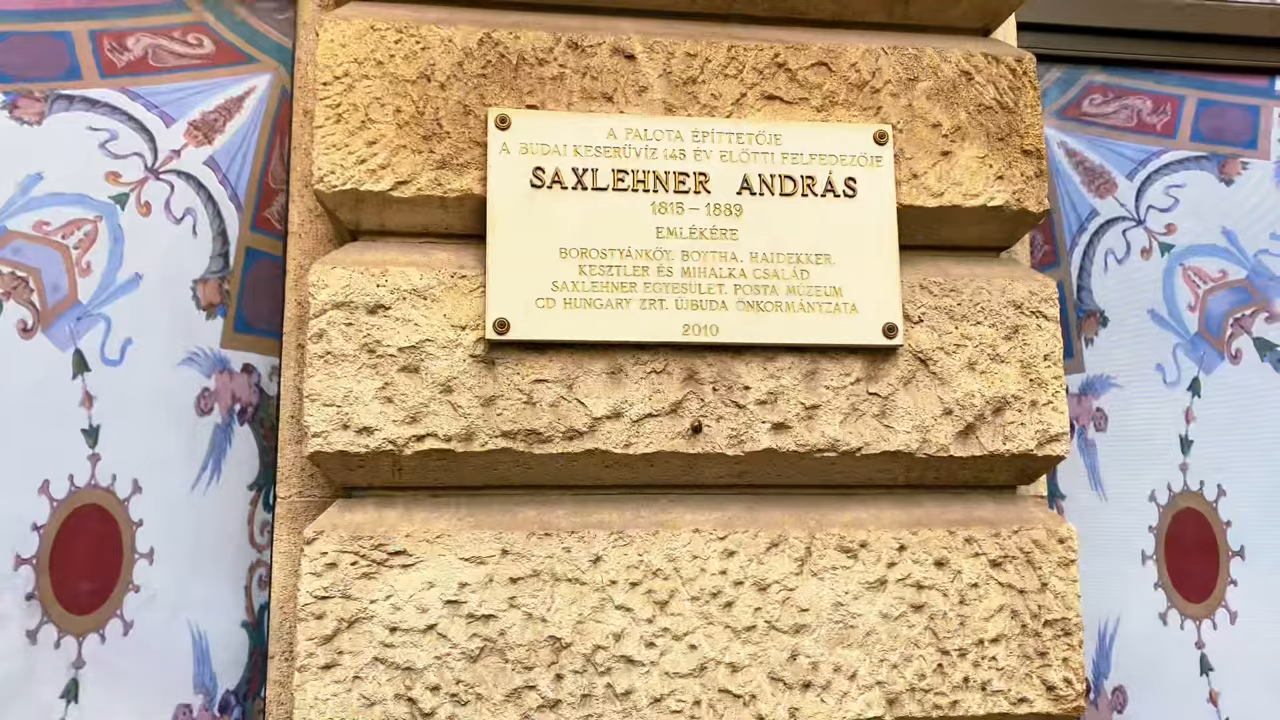 A PALOTA ÉPÍTTETŐJE
A BUDAI KESERŰVÍZ 145 ÉV ELŐTTI FELFEDEZŐJE
SAXLEHNER ANDRÁS
1815 – 1889
EMLÉKÉRE
BOROSTYÁNKŐY, BOYTHA, HAIDEKKER,
KESZTLER ÉS MIHALKA CSALÁD
SAXLEHNER EGYESÜLET, POSTA MÚZEUM
CD HUNGARY ZRT. ÚJBUDA ÖNKORMÁNYZATA
2010